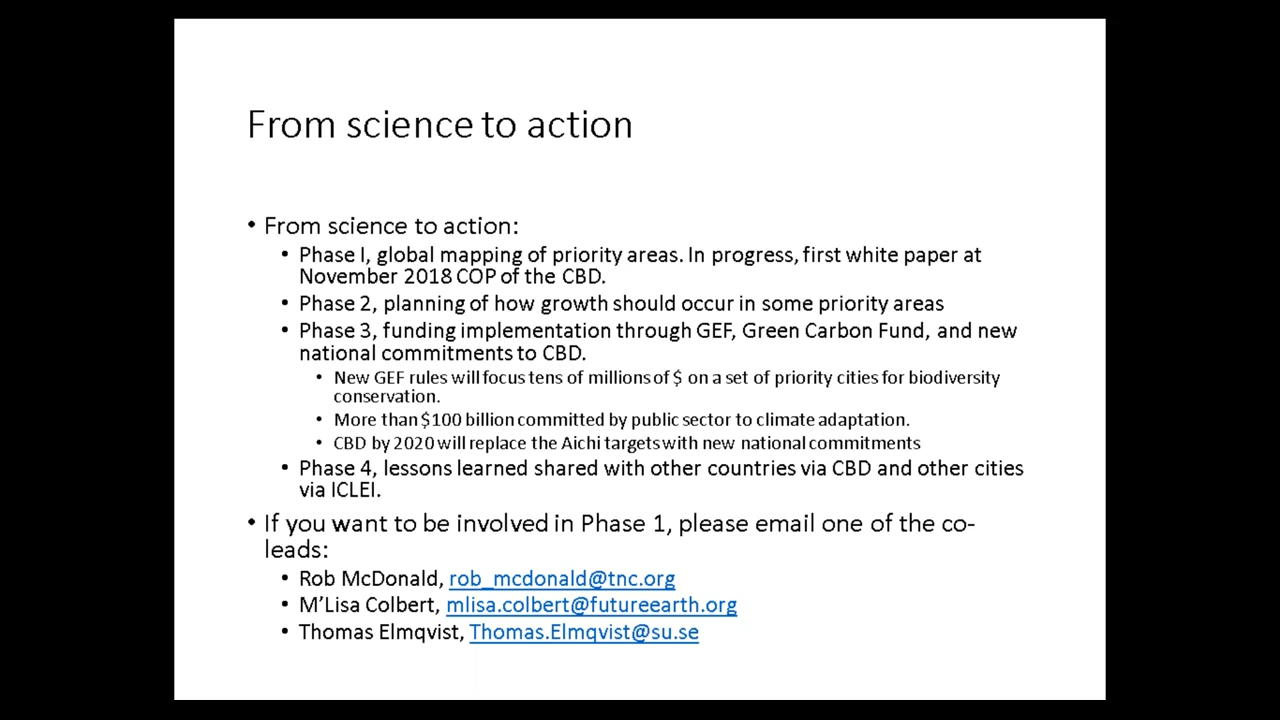 From science to action
• From science to action:
• Phase I, global mapping of priority areas. In progress, first white paper at
November 2018 COP of the CBD.
• Phase 2, planning of how growth should occur in some priority areas
• Phase 3, funding implementation through GEF, Green Carbon Fund, and new
national commitments to CBD.
• New GEF rules will focus tens of millions of $ on a set of priority cities for biodiversity
conservation.
• More than $100 billion committed by public sector to climate adaptation.
• CBD by 2020 will replace the Aichi targets with new national commitments
• Phase 4, lessons learned shared with other countries via CBD and other cities
via ICLEI.
• If you want to be involved in Phase 1, please email one of the co-
leads:
• Rob McDonald, rob_mcdonald@tnc.org
• M’Lisa Colbert, mlisa.colbert@futureearth.org
• Thomas Elmqvist, Thomas.Elmqvist@su.se